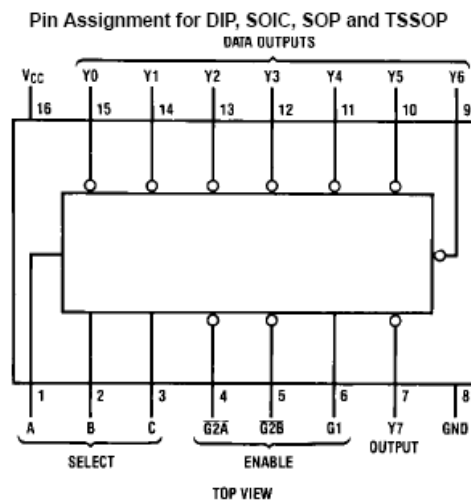 Pin Assignment for DIP, SOIC, SOP and TSSOP
DATA OUTPUTS
VCC Y0 Y1 Y2 Y3 Y4 Y5 Y6
16 15 14 13 12 11 10 9
1 2 3 4 5 6 7 8
A B C G2A G2B G1 Y7 GND
OUTPUT
SELECT ENABLE
TOP VIEW